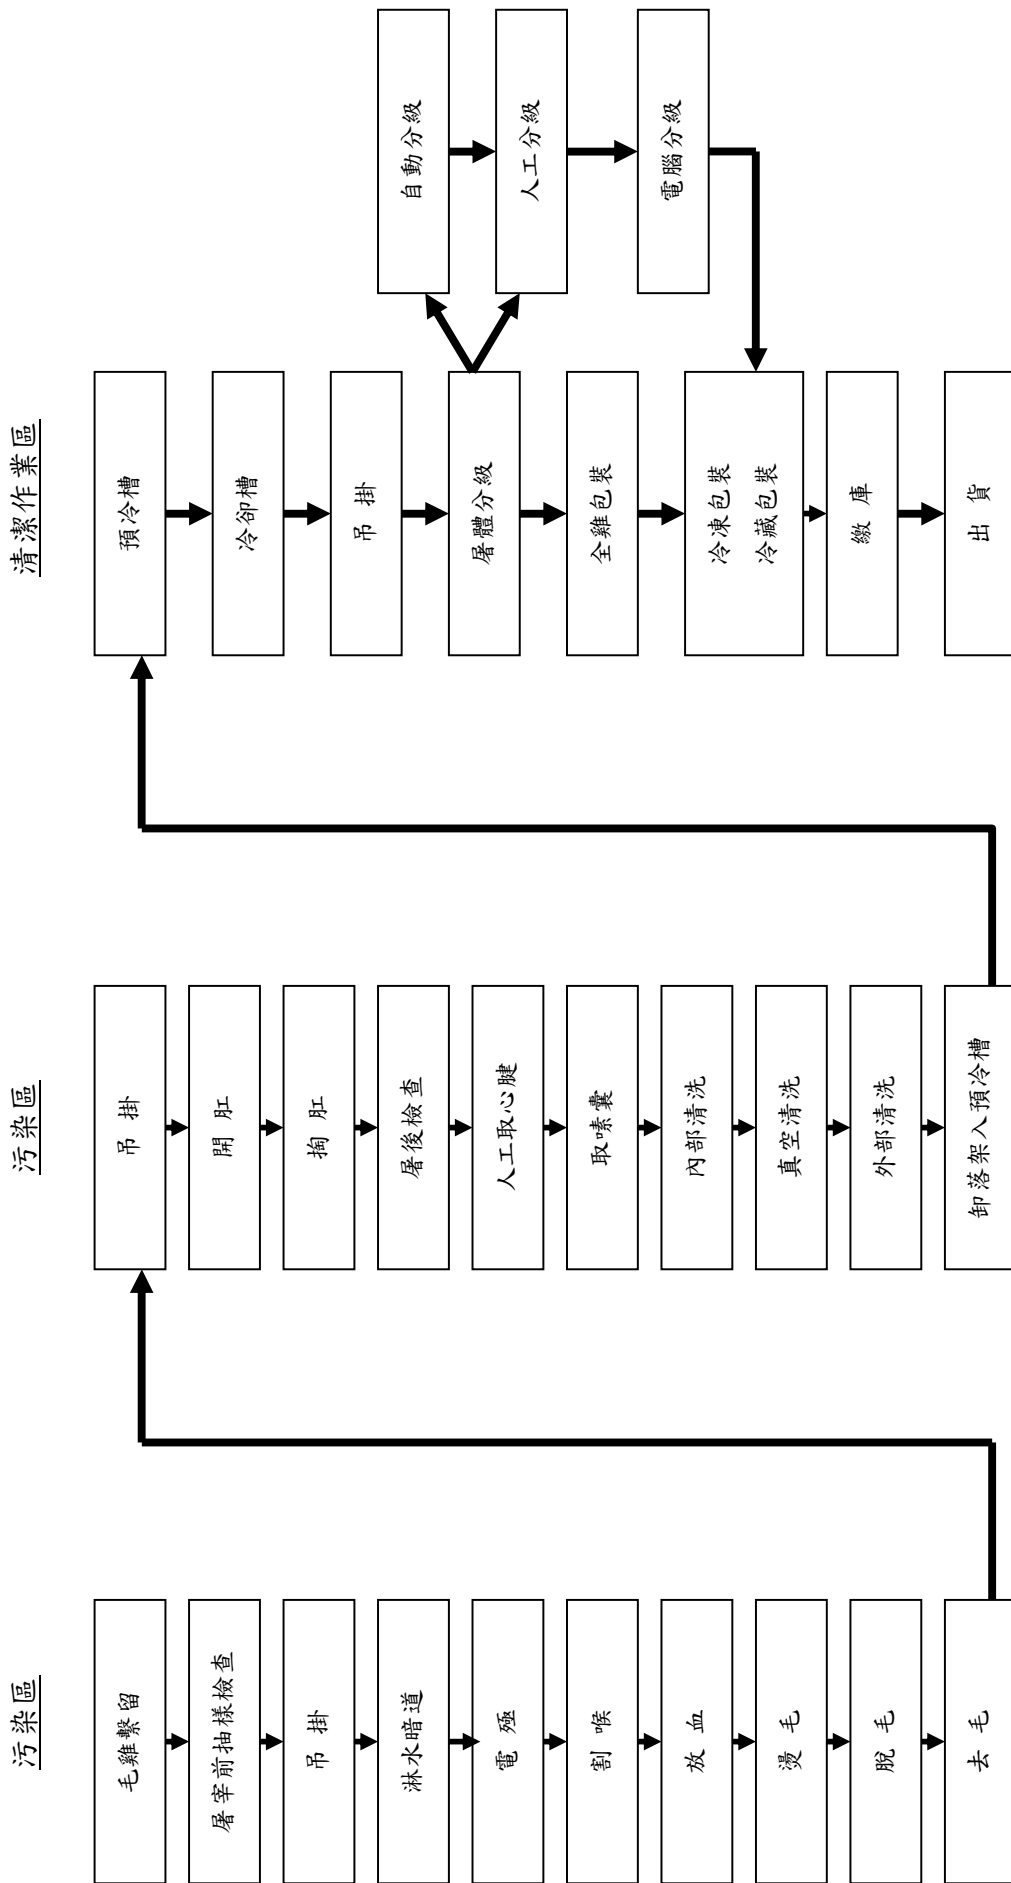 污染區
毛雞繫留
屠宰前抽樣檢查
吊 掛
淋水暗道
電 殛
割 喉
放 血
燙 毛
脫 毛
去 毛
污染區
吊 掛
開 肛
掏 肛
屠後檢查
人工取心腱
取嗉囊
內部清洗
真空清洗
外部清洗
卸落架入預冷槽
清潔作業區
預冷槽
冷卻槽
吊 掛
屠體分級
全雞包裝
冷凍包裝
冷藏包裝
繳 庫
出 貨
自動分級
人工分級
電腦分級